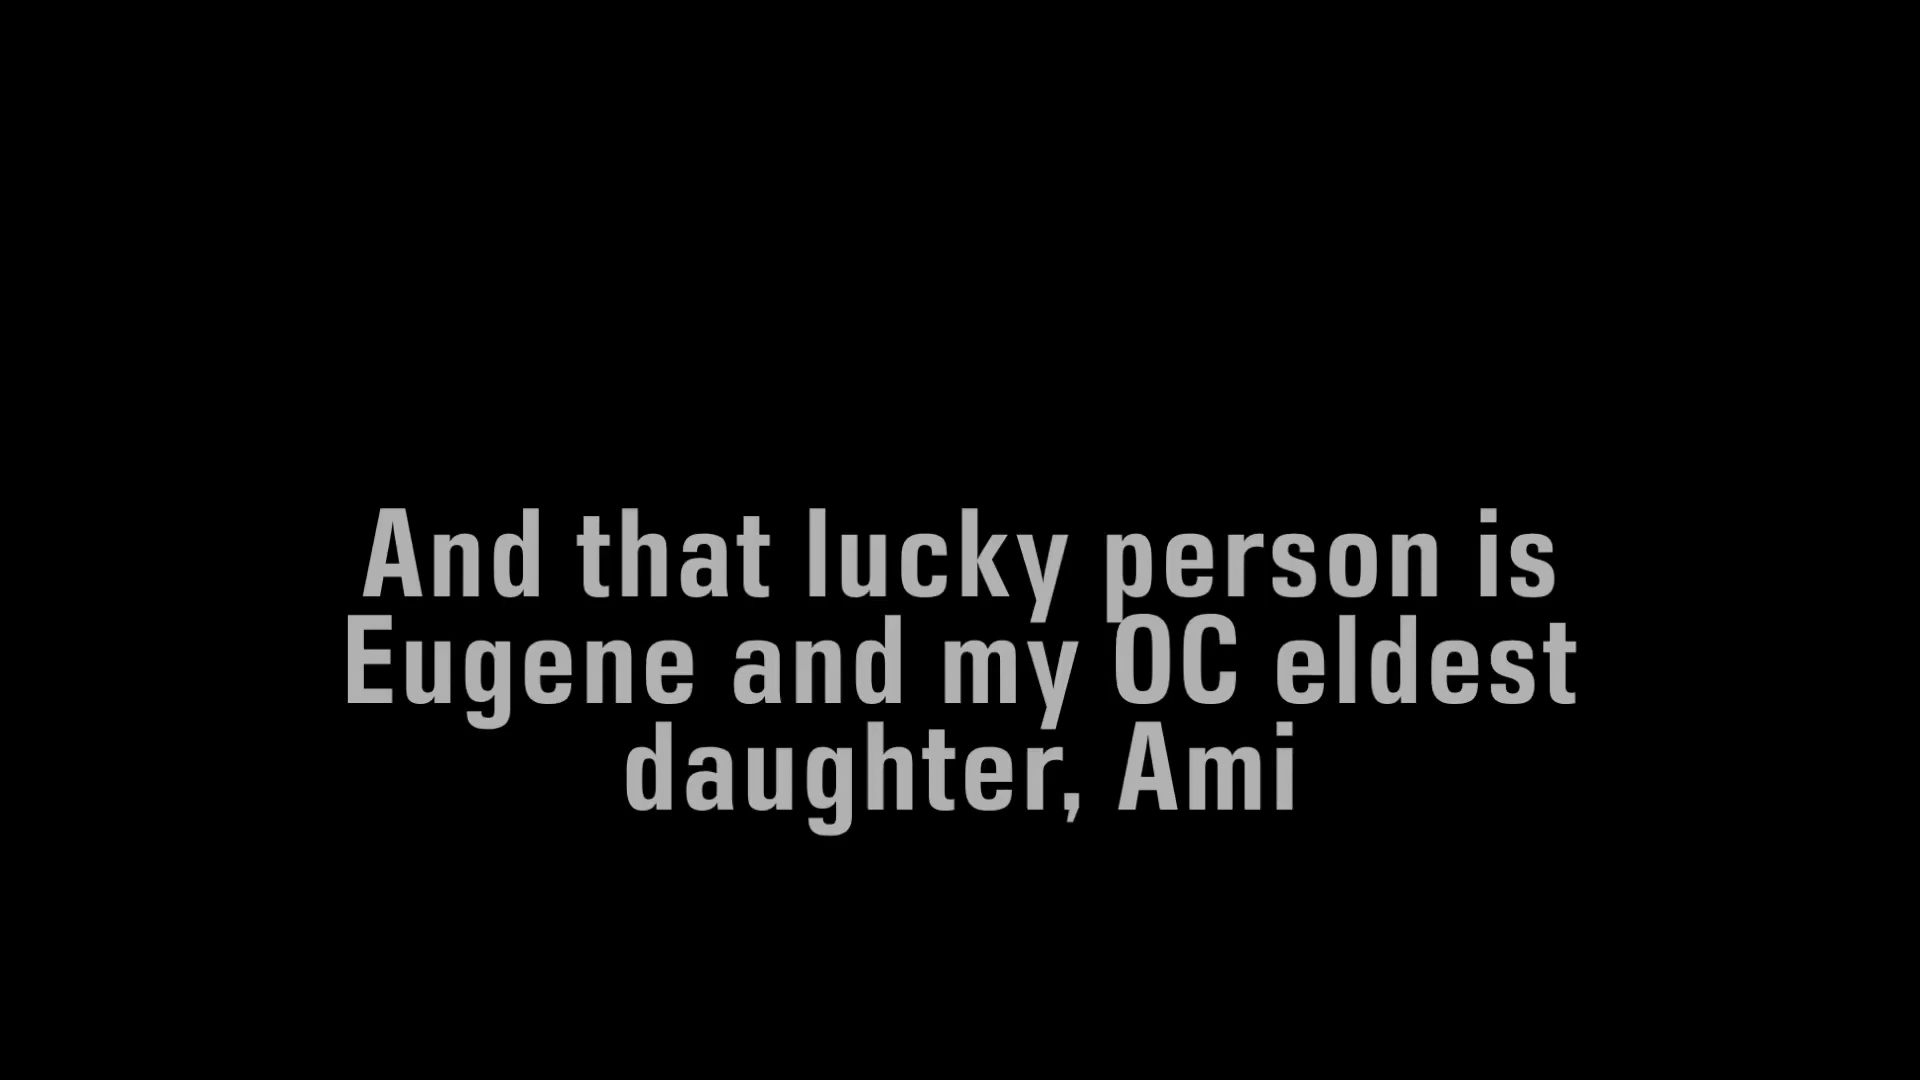 And that lucky person is
Eugene and my OC eldest
daughter, Ami